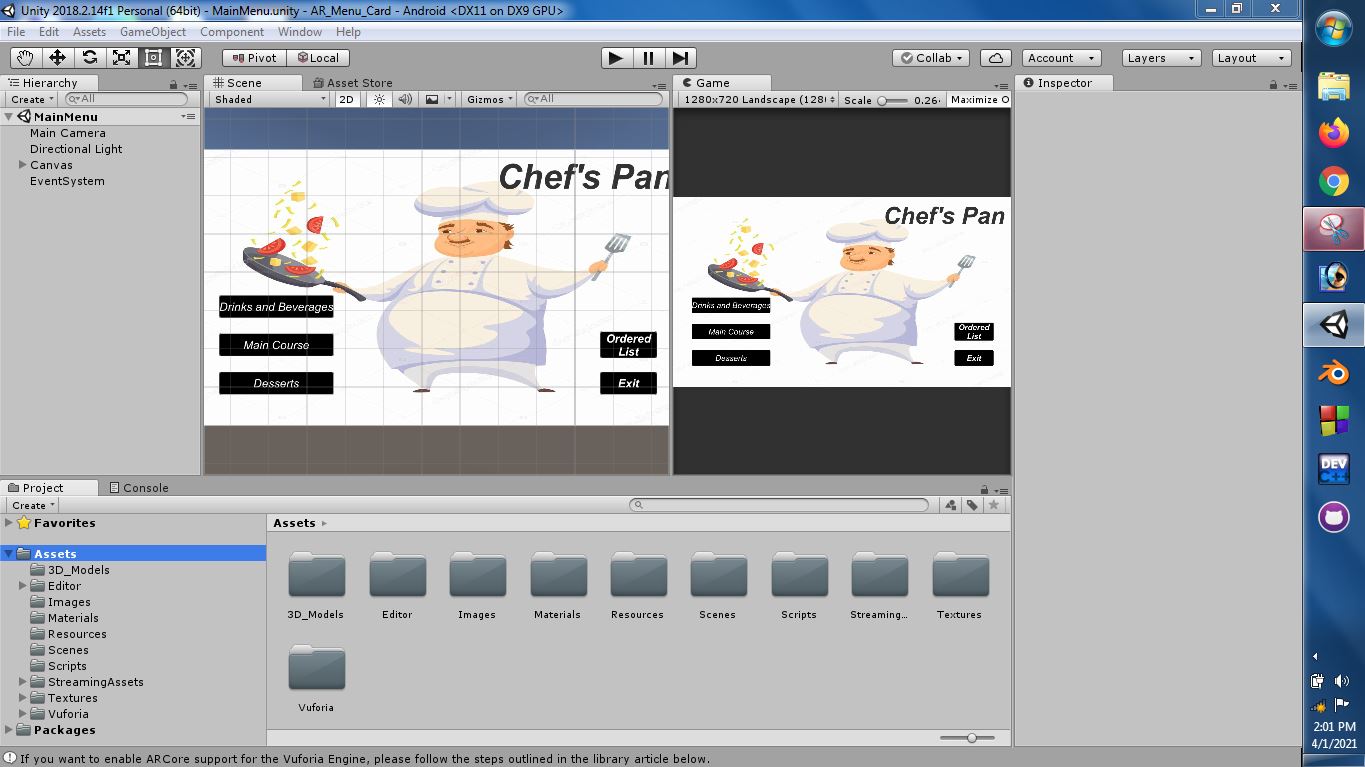 Unity 2018.2.14f1 Personal (64bit) - MainMenu.unity - AR_Menu_Card - Android <DX11 on DX9 GPU>
File Edit Assets GameObject Component Window Help
Pivot Local Collab Account Layers Layout
Hierarchy
Create All
MainMenu
Main Camera
Directional Light
Canvas
EventSystem
Scene Asset Store
Shaded 2D Gizmos All
Chef's Pan
Drinks and Beverages
Main Course
Desserts
Ordered
List
Exit
Game
1280x720 Landscape (128 Scale 0.26 Maximize O
Chef's Pan
Drinks and Beverages
Main Course
Desserts
Ordered
List
Exit
Inspector
Project Console
Create
Favorites
Assets
3D_Models
Editor
Images
Materials
Resources
Scenes
Scripts
StreamingAssets
Textures
Vuforia
Packages
Assets
3D_Models Editor Images Materials Resources Scenes Scripts Streaming... Textures
Vuforia
If you want to enable ARCore support for the Vuforia Engine, please follow the steps outlined in the library article below.
DEV
C++
2:01 PM
4/1/2021